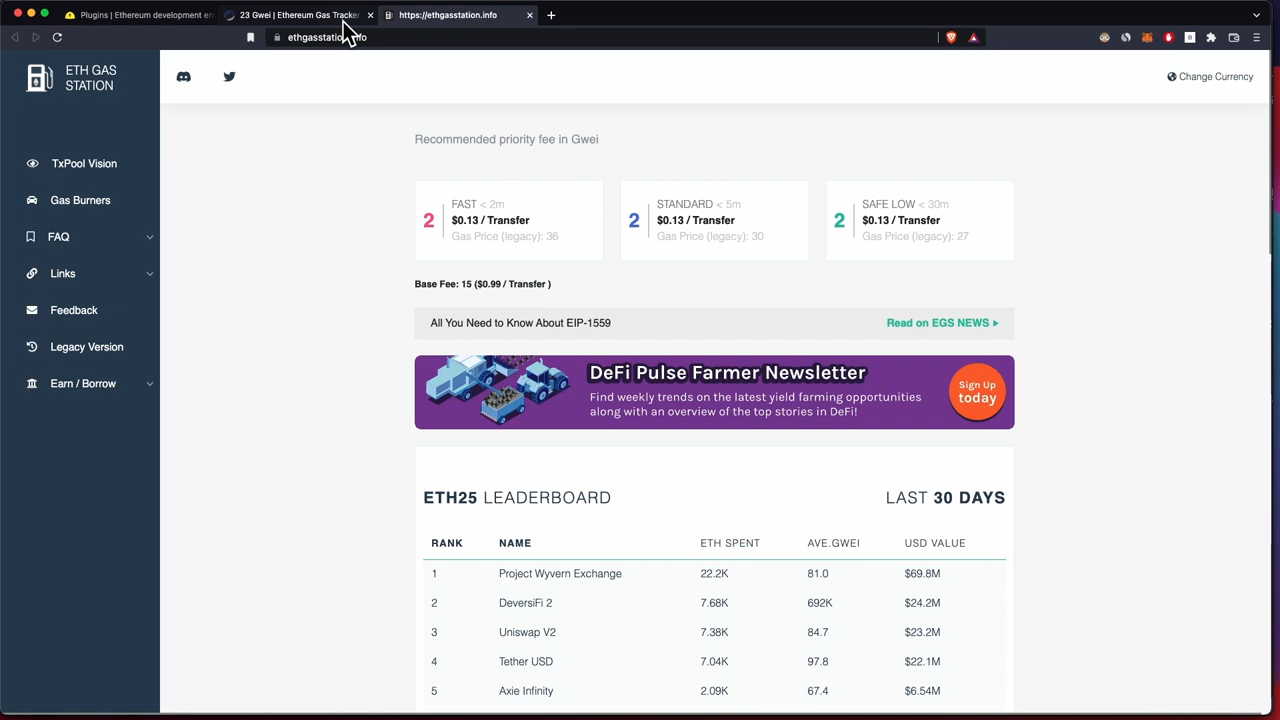 Plugins | Ethereum development en
23 Gwei | Ethereum Gas Tracker
https://ethgasstation.info
ethgasstation.info
ETH GAS
STATION
Change Currency
TxPool Vision
Gas Burners
FAQ
Links
Feedback
Legacy Version
Earn / Borrow
Recommended priority fee in Gwei
2
FAST < 2m
$0.13 / Transfer
Gas Price (legacy): 36
2
STANDARD < 5m
$0.13 / Transfer
Gas Price (legacy): 30
2
SAFE LOW < 30m
$0.13 / Transfer
Gas Price (legacy): 27
Base Fee: 15 ($0.99 / Transfer )
All You Need to Know About EIP-1559
Read on EGS NEWS
DeFi Pulse Farmer Newsletter
Find weekly trends on the latest yield farming opportunities
along with an overview of the top stories in DeFi!
Sign Up
today
ETH25 LEADERBOARD LAST 30 DAYS
RANK NAME ETH SPENT AVE.GWEI USD VALUE
1 Project Wyvern Exchange 22.2K 81.0 $69.8M
2 DeversiFi 2 7.68K 692K $24.2M
3 Uniswap V2 7.38K 84.7 $23.2M
4 Tether USD 7.04K 97.8 $22.1M
5 Axie Infinity 2.09K 67.4 $6.54M